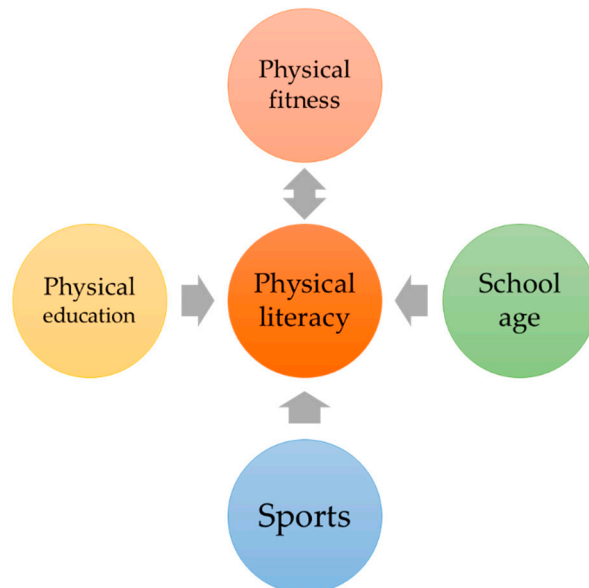 Physical
fitness
Physical
education
Physical
literacy
School
age
Sports